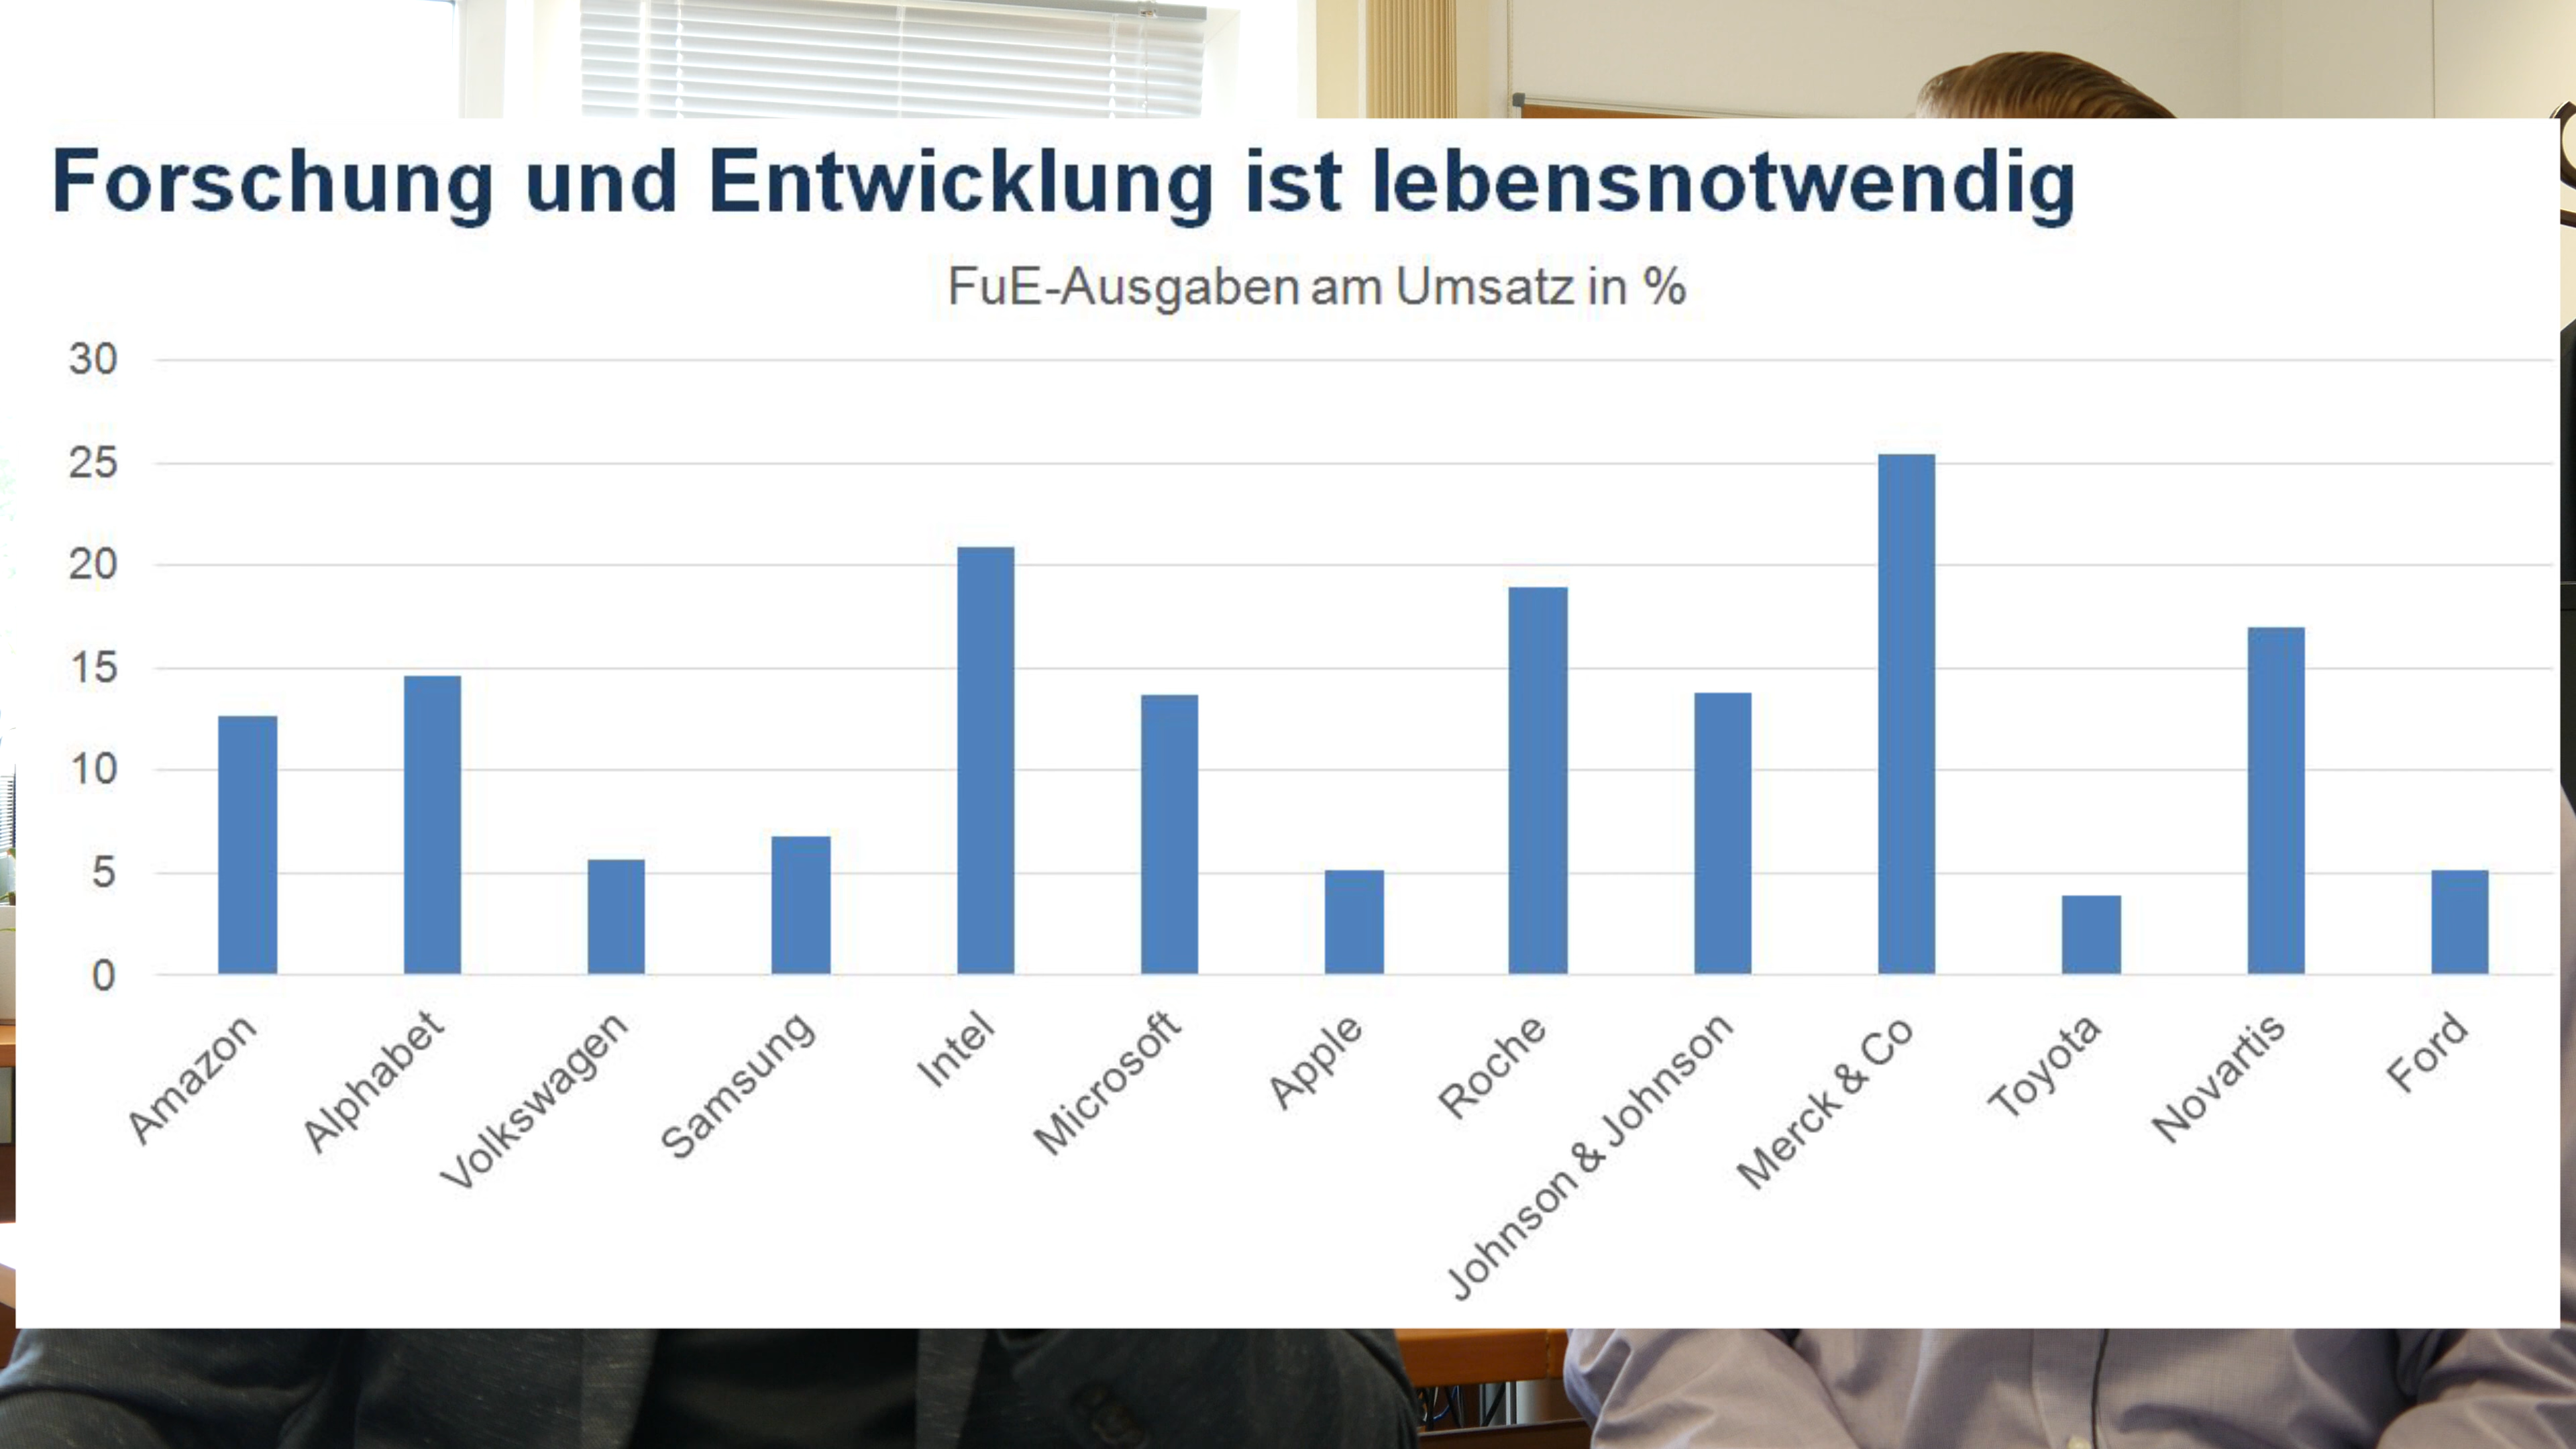 Forschung und Entwicklung ist lebensnotwendig
FuE-Ausgaben am Umsatz in %
30
25
20
15
10
5
0
Amazon
Alphabet
Volkswagen
Samsung
Intel
Microsoft
Apple
Roche
Johnson & Johnson
Merck & Co
Toyota
Novartis
Ford